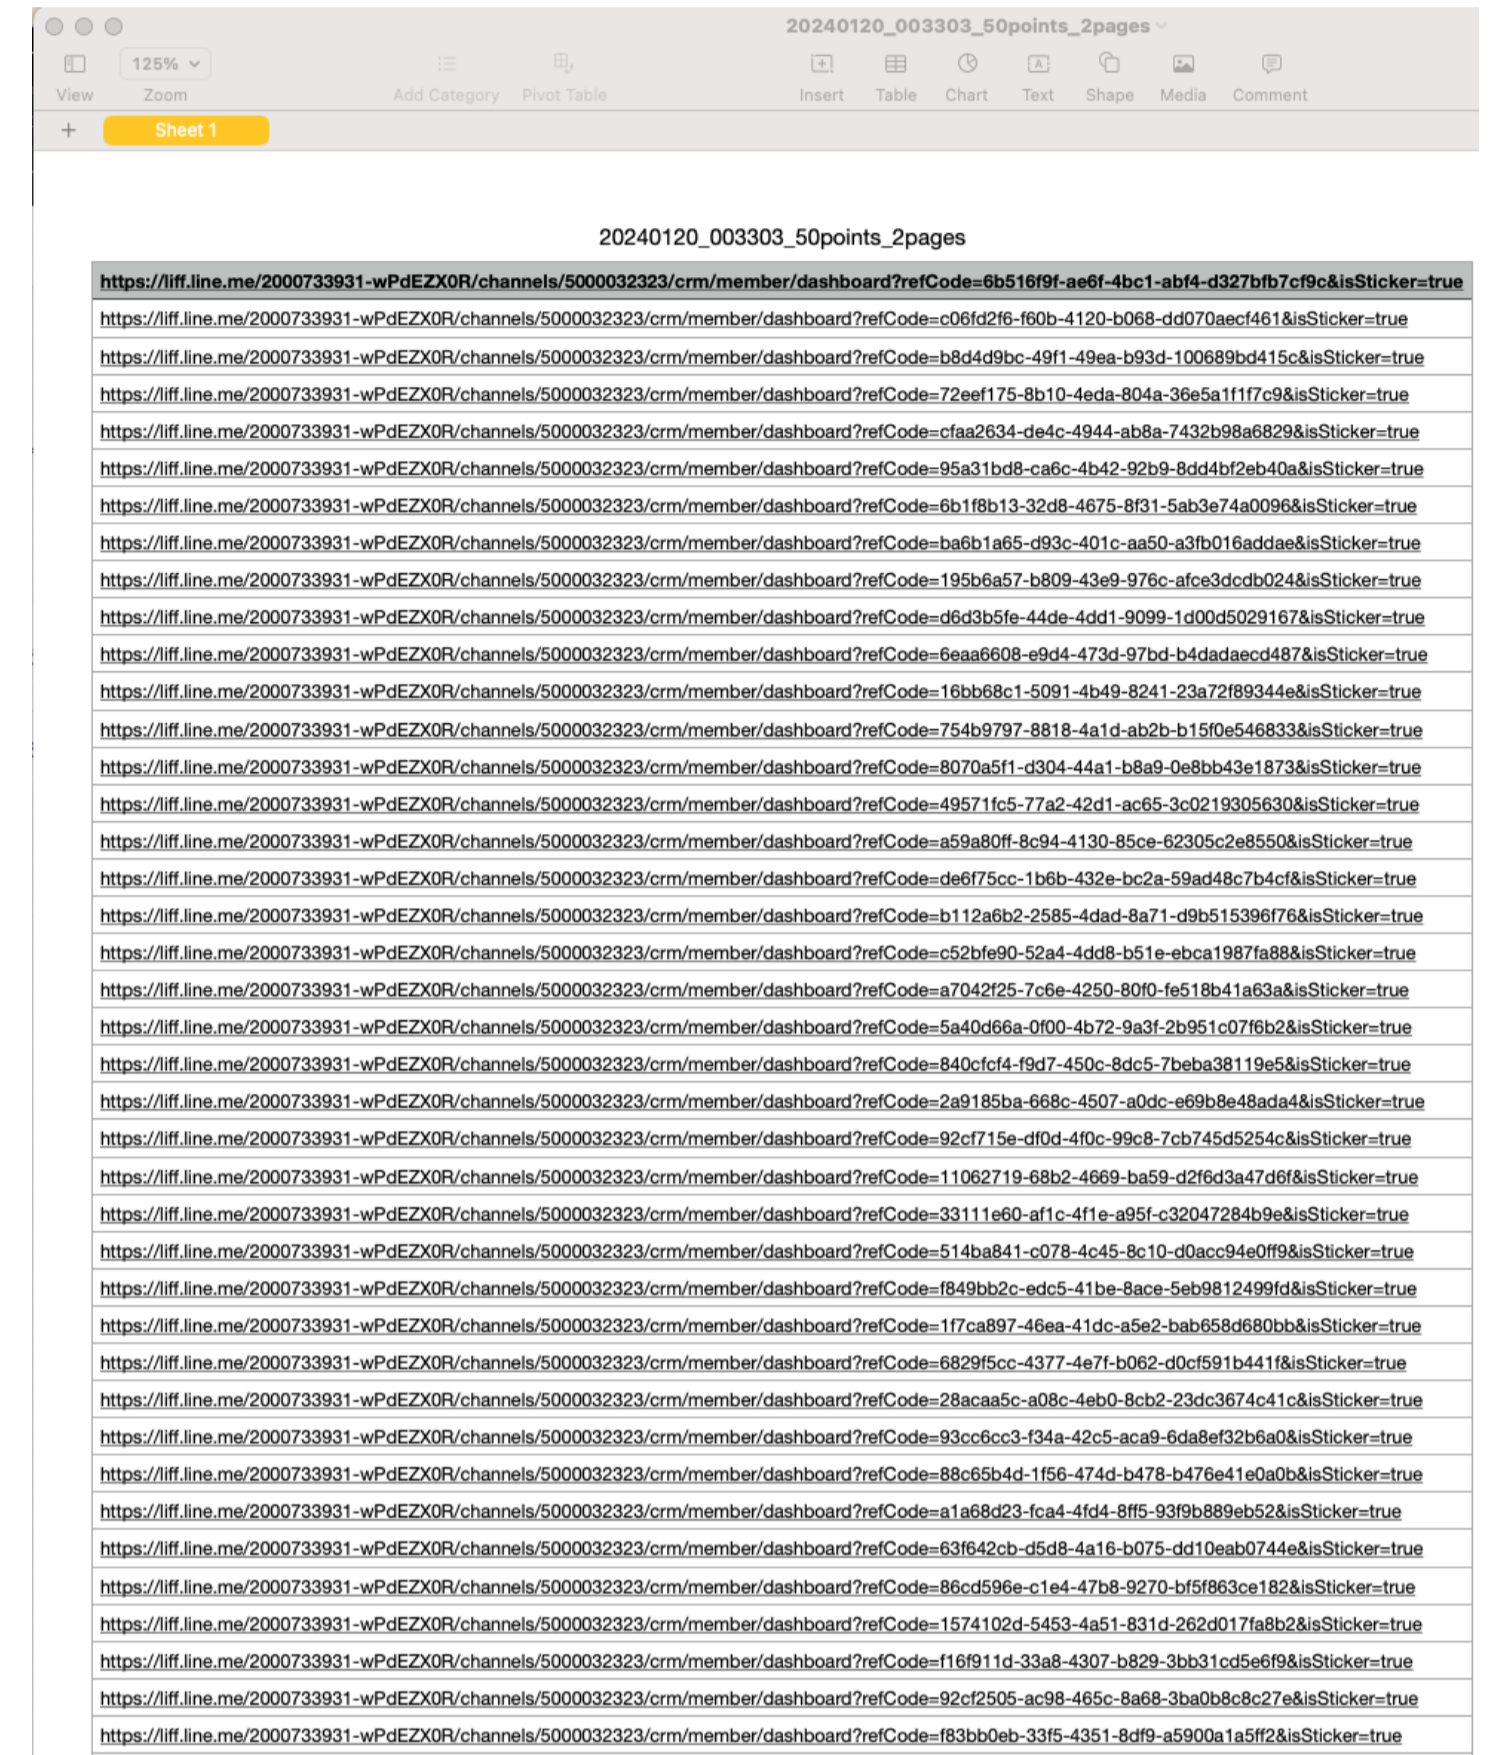 20240120_003303_50points_2pages
125%
View Zoom Add Category Pivot Table Insert Table Chart Text Shape Media Comment
+ Sheet 1
20240120_003303_50points_2pages
https://liff.line.me/2000733931-wPdEZX0R/channels/5000032323/crm/member/dashboard?refCode=6b516f9f-ae6f-4bc1-abf4-d327bfb7cf9c&isSticker=true
https://liff.line.me/2000733931-wPdEZX0R/channels/5000032323/crm/member/dashboard?refCode=c06fd2f6-f60b-4120-b068-dd070aecf461&isSticker=true
https://liff.line.me/2000733931-wPdEZX0R/channels/5000032323/crm/member/dashboard?refCode=b8d4d9bc-49f1-49ea-b93d-100689bd415c&isSticker=true
https://liff.line.me/2000733931-wPdEZX0R/channels/5000032323/crm/member/dashboard?refCode=72eef175-8b10-4eda-804a-36e5a1f1f7c9&isSticker=true
https://liff.line.me/2000733931-wPdEZX0R/channels/5000032323/crm/member/dashboard?refCode=cfaa2634-de4c-4944-ab8a-7432b98a6829&isSticker=true
https://liff.line.me/2000733931-wPdEZX0R/channels/5000032323/crm/member/dashboard?refCode=95a31bd8-ca6c-4b42-92b9-8dd4bf2eb40a&isSticker=true
https://liff.line.me/2000733931-wPdEZX0R/channels/5000032323/crm/member/dashboard?refCode=6b1f8b13-32d8-4675-8f31-5ab3e74a0096&isSticker=true
https://liff.line.me/2000733931-wPdEZX0R/channels/5000032323/crm/member/dashboard?refCode=ba6b1a65-d93c-401c-aa50-a3fb016addae&isSticker=true
https://liff.line.me/2000733931-wPdEZX0R/channels/5000032323/crm/member/dashboard?refCode=195b6a57-b809-43e9-976c-afce3dcdb024&isSticker=true
https://liff.line.me/2000733931-wPdEZX0R/channels/5000032323/crm/member/dashboard?refCode=d6d3b5fe-44de-4dd1-9099-1d00d5029167&isSticker=true
https://liff.line.me/2000733931-wPdEZX0R/channels/5000032323/crm/member/dashboard?refCode=6eaa6608-e9d4-473d-97bd-b4dadaecd487&isSticker=true
https://liff.line.me/2000733931-wPdEZX0R/channels/5000032323/crm/member/dashboard?refCode=16bb68c1-5091-4b49-8241-23a72f89344e&isSticker=true
https://liff.line.me/2000733931-wPdEZX0R/channels/5000032323/crm/member/dashboard?refCode=754b9797-8818-4a1d-ab2b-b15f0e546833&isSticker=true
https://liff.line.me/2000733931-wPdEZX0R/channels/5000032323/crm/member/dashboard?refCode=8070a5f1-d304-44a1-b8a9-0e8bb43e1873&isSticker=true
https://liff.line.me/2000733931-wPdEZX0R/channels/5000032323/crm/member/dashboard?refCode=49571fc5-77a2-42d1-ac65-3c0219305630&isSticker=true
https://liff.line.me/2000733931-wPdEZX0R/channels/5000032323/crm/member/dashboard?refCode=a59a80ff-8c94-4130-85ce-62305c2e8550&isSticker=true
https://liff.line.me/2000733931-wPdEZX0R/channels/5000032323/crm/member/dashboard?refCode=de6f75cc-1b6b-432e-bc2a-59ad48c7b4cf&isSticker=true
https://liff.line.me/2000733931-wPdEZX0R/channels/5000032323/crm/member/dashboard?refCode=b112a6b2-2585-4dad-8a71-d9b515396f76&isSticker=true
https://liff.line.me/2000733931-wPdEZX0R/channels/5000032323/crm/member/dashboard?refCode=c52bfe90-52a4-4dd8-b51e-ebca1987fa88&isSticker=true
https://liff.line.me/2000733931-wPdEZX0R/channels/5000032323/crm/member/dashboard?refCode=a7042f25-7c6e-4250-80f0-fe518b41a63a&isSticker=true
https://liff.line.me/2000733931-wPdEZX0R/channels/5000032323/crm/member/dashboard?refCode=5a40d66a-0f00-4b72-9a3f-2b951c07f6b2&isSticker=true
https://liff.line.me/2000733931-wPdEZX0R/channels/5000032323/crm/member/dashboard?refCode=840cfcf4-f9d7-450c-8dc5-7beba38119e5&isSticker=true
https://liff.line.me/2000733931-wPdEZX0R/channels/5000032323/crm/member/dashboard?refCode=2a9185ba-668c-4507-a0dc-e69b8e48ada4&isSticker=true
https://liff.line.me/2000733931-wPdEZX0R/channels/5000032323/crm/member/dashboard?refCode=92cf715e-df0d-4f0c-99c8-7cb745d5254c&isSticker=true
https://liff.line.me/2000733931-wPdEZX0R/channels/5000032323/crm/member/dashboard?refCode=11062719-68b2-4669-ba59-d2f6d3a47d6f&isSticker=true
https://liff.line.me/2000733931-wPdEZX0R/channels/5000032323/crm/member/dashboard?refCode=33111e60-af1c-4f1e-a95f-c32047284b9e&isSticker=true
https://liff.line.me/2000733931-wPdEZX0R/channels/5000032323/crm/member/dashboard?refCode=514ba841-c078-4c45-8c10-d0acc94e0ff9&isSticker=true
https://liff.line.me/2000733931-wPdEZX0R/channels/5000032323/crm/member/dashboard?refCode=f849bb2c-edc5-41be-8ace-5eb9812499fd&isSticker=true
https://liff.line.me/2000733931-wPdEZX0R/channels/5000032323/crm/member/dashboard?refCode=1f7ca897-46ea-41dc-a5e2-bab658d680bb&isSticker=true
https://liff.line.me/2000733931-wPdEZX0R/channels/5000032323/crm/member/dashboard?refCode=6829f5cc-4377-4e7f-b062-d0cf591b441f&isSticker=true
https://liff.line.me/2000733931-wPdEZX0R/channels/5000032323/crm/member/dashboard?refCode=28acaa5c-a08c-4eb0-8cb2-23dc3674c41c&isSticker=true
https://liff.line.me/2000733931-wPdEZX0R/channels/5000032323/crm/member/dashboard?refCode=93cc6cc3-f34a-42c5-aca9-6da8ef32b6a0&isSticker=true
https://liff.line.me/2000733931-wPdEZX0R/channels/5000032323/crm/member/dashboard?refCode=88c65b4d-1f56-474d-b478-b476e41e0a0b&isSticker=true
https://liff.line.me/2000733931-wPdEZX0R/channels/5000032323/crm/member/dashboard?refCode=a1a68d23-fca4-4fd4-8ff5-93f9b889eb52&isSticker=true
https://liff.line.me/2000733931-wPdEZX0R/channels/5000032323/crm/member/dashboard?refCode=63f642cb-d5d8-4a16-b075-dd10eab0744e&isSticker=true
https://liff.line.me/2000733931-wPdEZX0R/channels/5000032323/crm/member/dashboard?refCode=86cd596e-c1e4-47b8-9270-bf5f863ce182&isSticker=true
https://liff.line.me/2000733931-wPdEZX0R/channels/5000032323/crm/member/dashboard?refCode=1574102d-5453-4a51-831d-262d017fa8b2&isSticker=true
https://liff.line.me/2000733931-wPdEZX0R/channels/5000032323/crm/member/dashboard?refCode=f16f911d-33a8-4307-b829-3bb31cd5e6f9&isSticker=true
https://liff.line.me/2000733931-wPdEZX0R/channels/5000032323/crm/member/dashboard?refCode=92cf2505-ac98-465c-8a68-3ba0b8c8c27e&isSticker=true
https://liff.line.me/2000733931-wPdEZX0R/channels/5000032323/crm/member/dashboard?refCode=f83bb0eb-33f5-4351-8df9-a5900a1a5ff2&isSticker=true